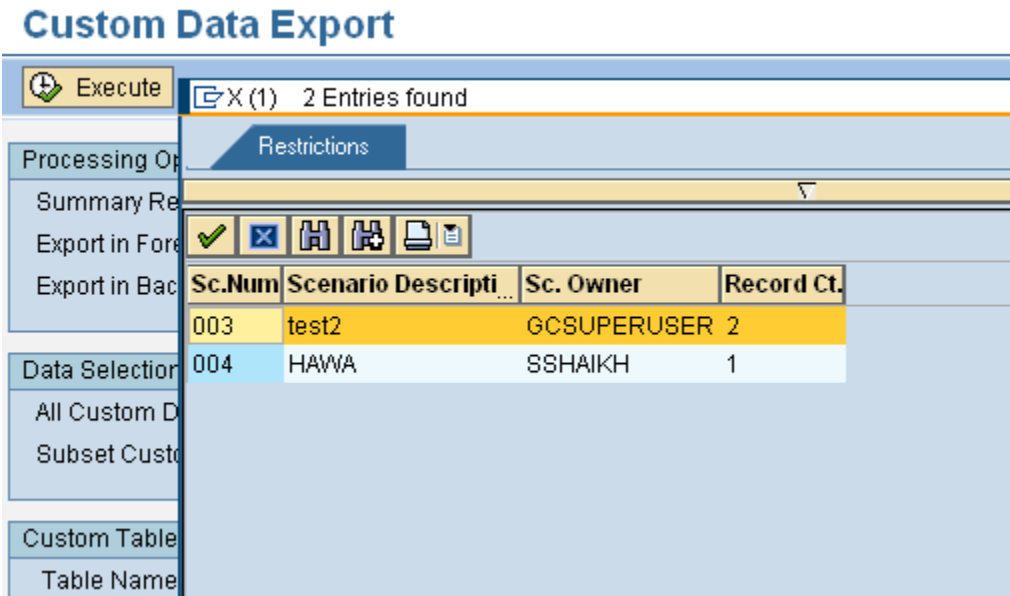 Custom Data Export
Execute
X (1) 2 Entries found
Restrictions
Processing Op
Summary Re
Export in Fore
Export in Bac
Sc.Num Scenario Descripti... Sc. Owner Record Ct.
003 test2 GCSUPERUSER 2
004 HAWA SSHAIKH 1
Data Selection
All Custom D
Subset Custo
Custom Table
Table Name